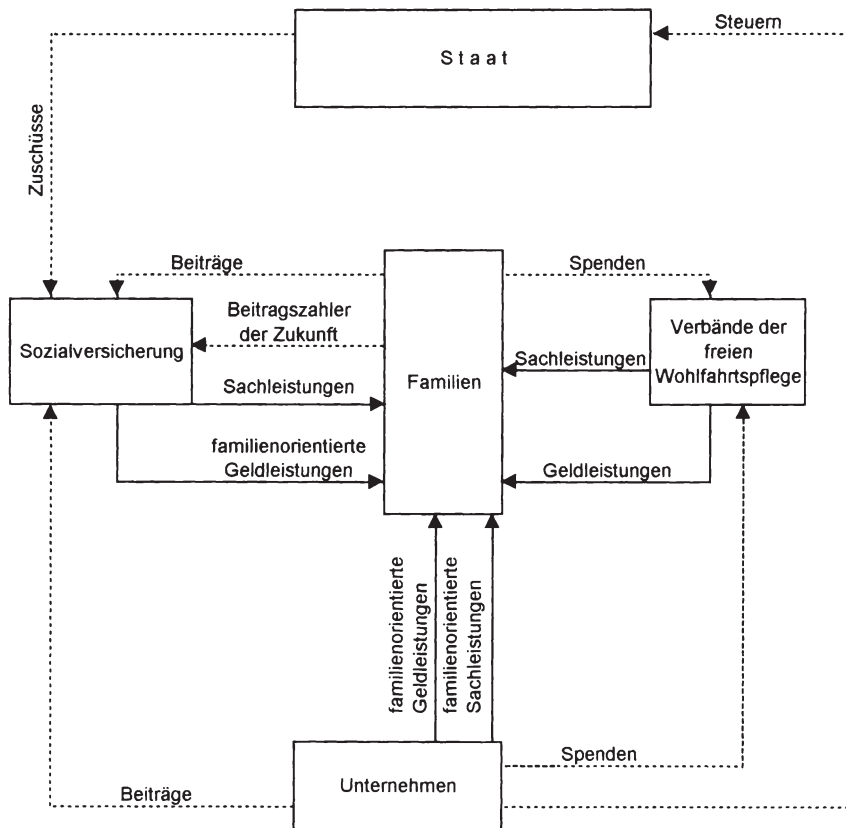 Steuern
S t a a t
Zuschüsse
Beiträge
Spenden
Beitragszahler
der Zukunft
Sozialversicherung
Familien
Verbände der
freien
Wohlfahrtspflege
Sachleistungen
Sachleistungen
familienorientierte
Geldleistungen
Geldleistungen
familienorientierte
Geldleistungen
familienorientierte
Sachleistungen
Spenden
Unternehmen
Beiträge